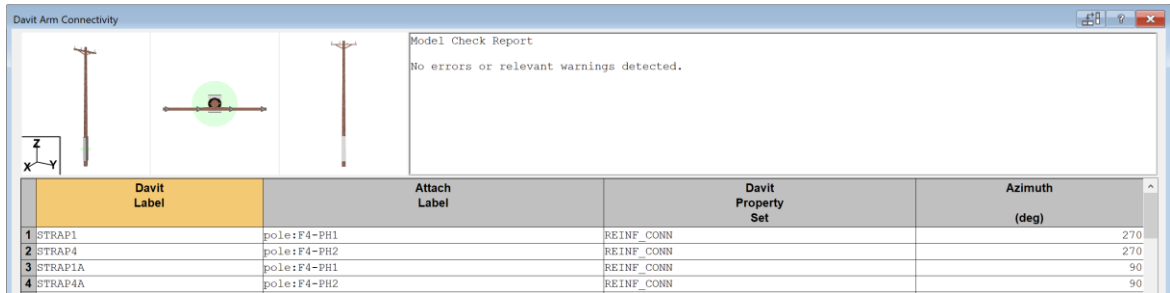 Davit Arm Connectivity
?
Model Check Report
No errors or relevant warnings detected.
Z
X Y
Davit Label Attach Label Davit Property Set Azimuth (deg)
1 STRAP1 pole:F4-PH1 REINF_CONN 270
2 STRAP4 pole:F4-PH2 REINF_CONN 270
3 STRAP1A pole:F4-PH1 REINF_CONN 90
4 STRAP4A pole:F4-PH2 REINF_CONN 90